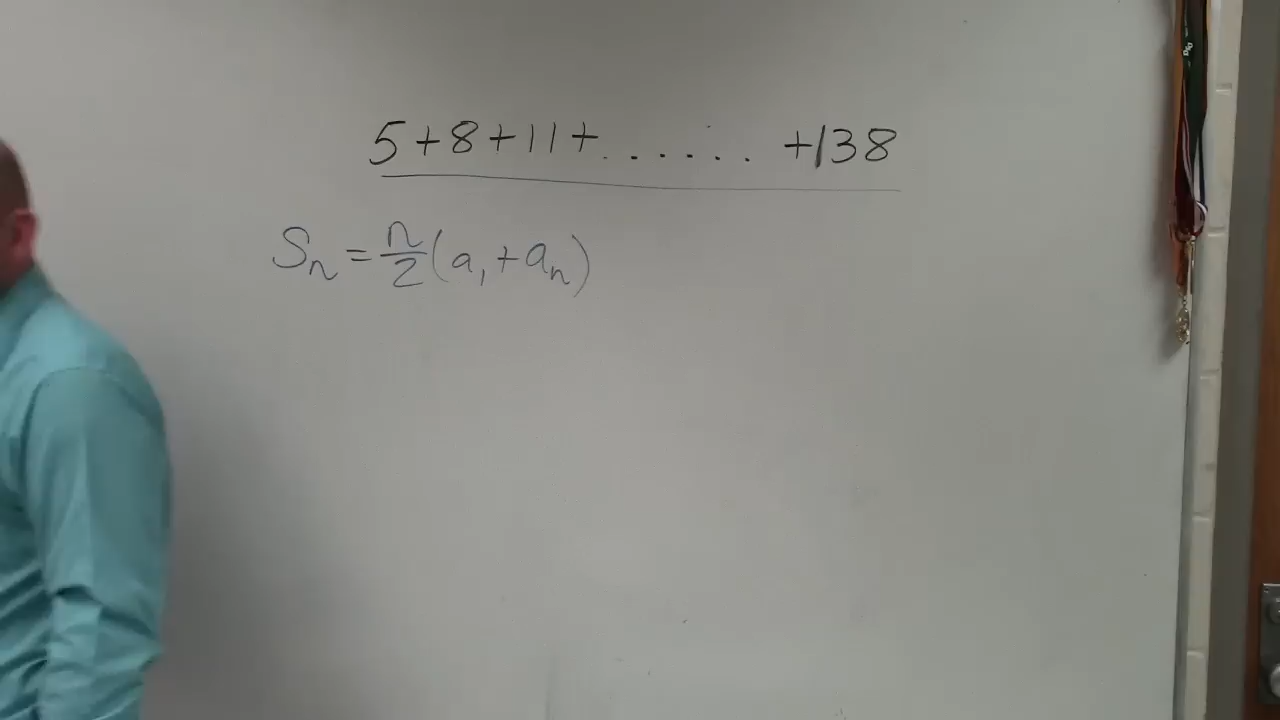 5+8+11+......+138
Sn = n/2 (a1 + an)